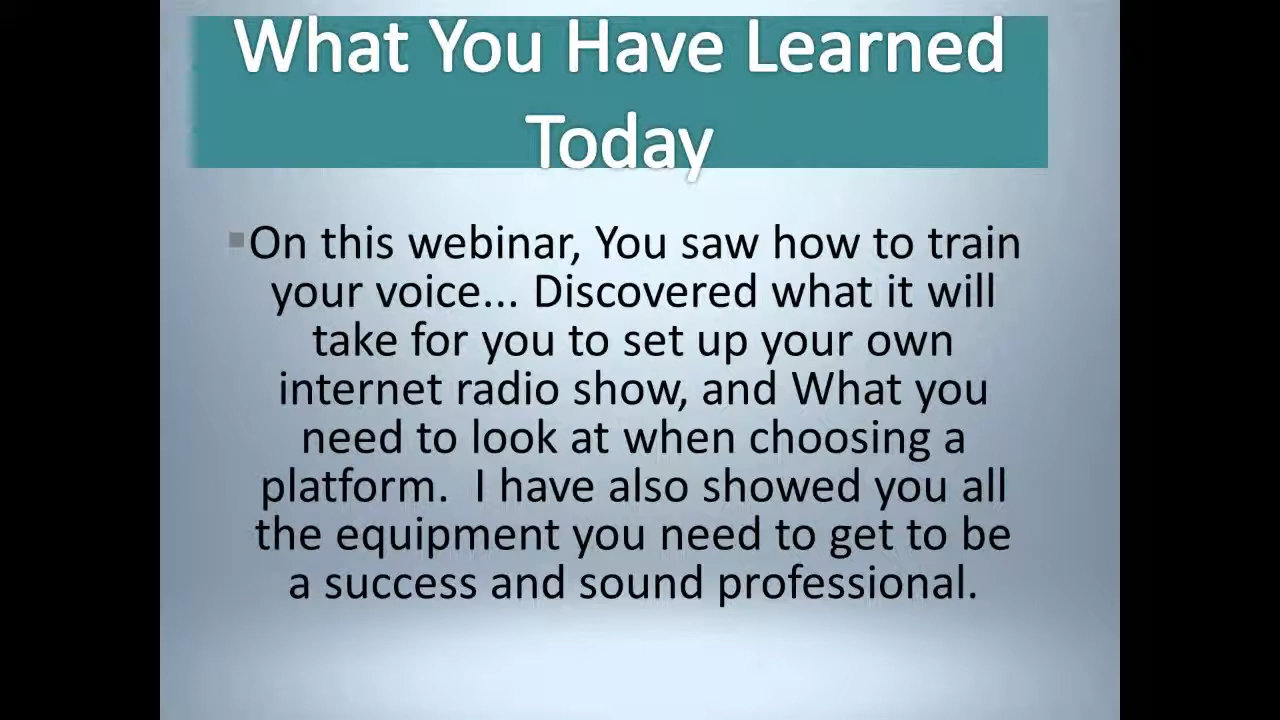 What You Have Learned
Today
▪On this webinar, You saw how to train
your voice... Discovered what it will
take for you to set up your own
internet radio show, and What you
need to look at when choosing a
platform.  I have also showed you all
the equipment you need to get to be
a success and sound professional.